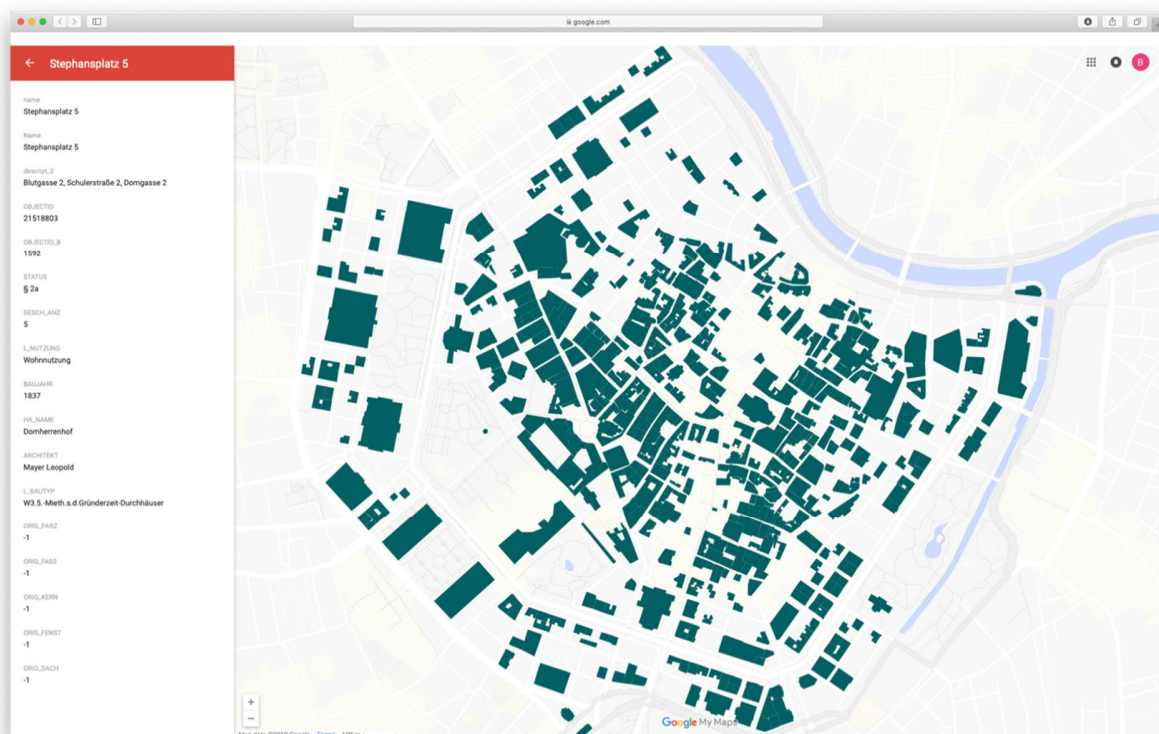 google.com
B
Stephansplatz 5
name
Stephansplatz 5
Name
Stephansplatz 5
descript_2
Blutgasse 2, Schulerstraße 2, Domgasse 2
OBJECTID
21518803
OBJECTID_B
1592
STATUS
§ 2a
GESCH_ANZ
5
L_NUTZUNG
Wohnnutzung
BAUJAHR
1837
HA_NAME
Domherrenhof
ARCHITEKT
Mayer Leopold
L_BAUTYP
W3.5.-Mieth.s.d.Gründerzeit-Durchhäuser
ORIG_PARZ
-1
ORIG_FASS
-1
ORIG_KERN
-1
ORIG_FENST
-1
ORIG_DACH
-1
Google My Maps